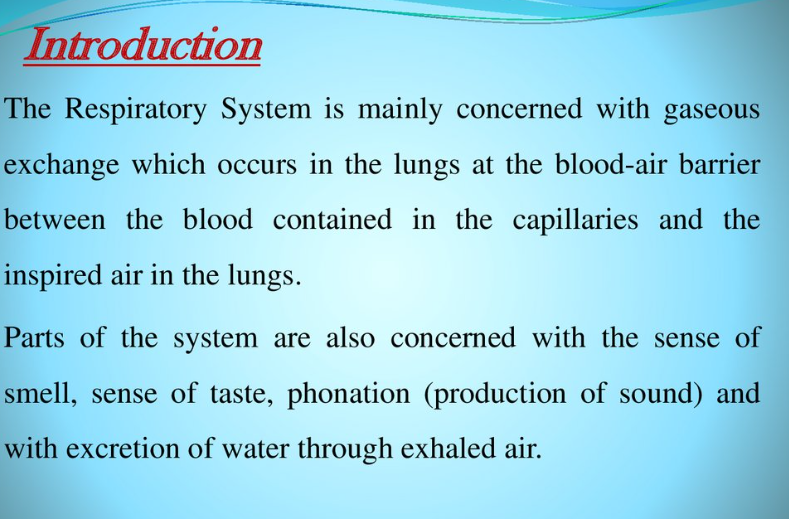 Introduction
The Respiratory System is mainly concerned with gaseous
exchange which occurs in the lungs at the blood-air barrier
between the blood contained in the capillaries and the
inspired air in the lungs.
Parts of the system are also concerned with the sense of
smell, sense of taste, phonation (production of sound) and
with excretion of water through exhaled air.